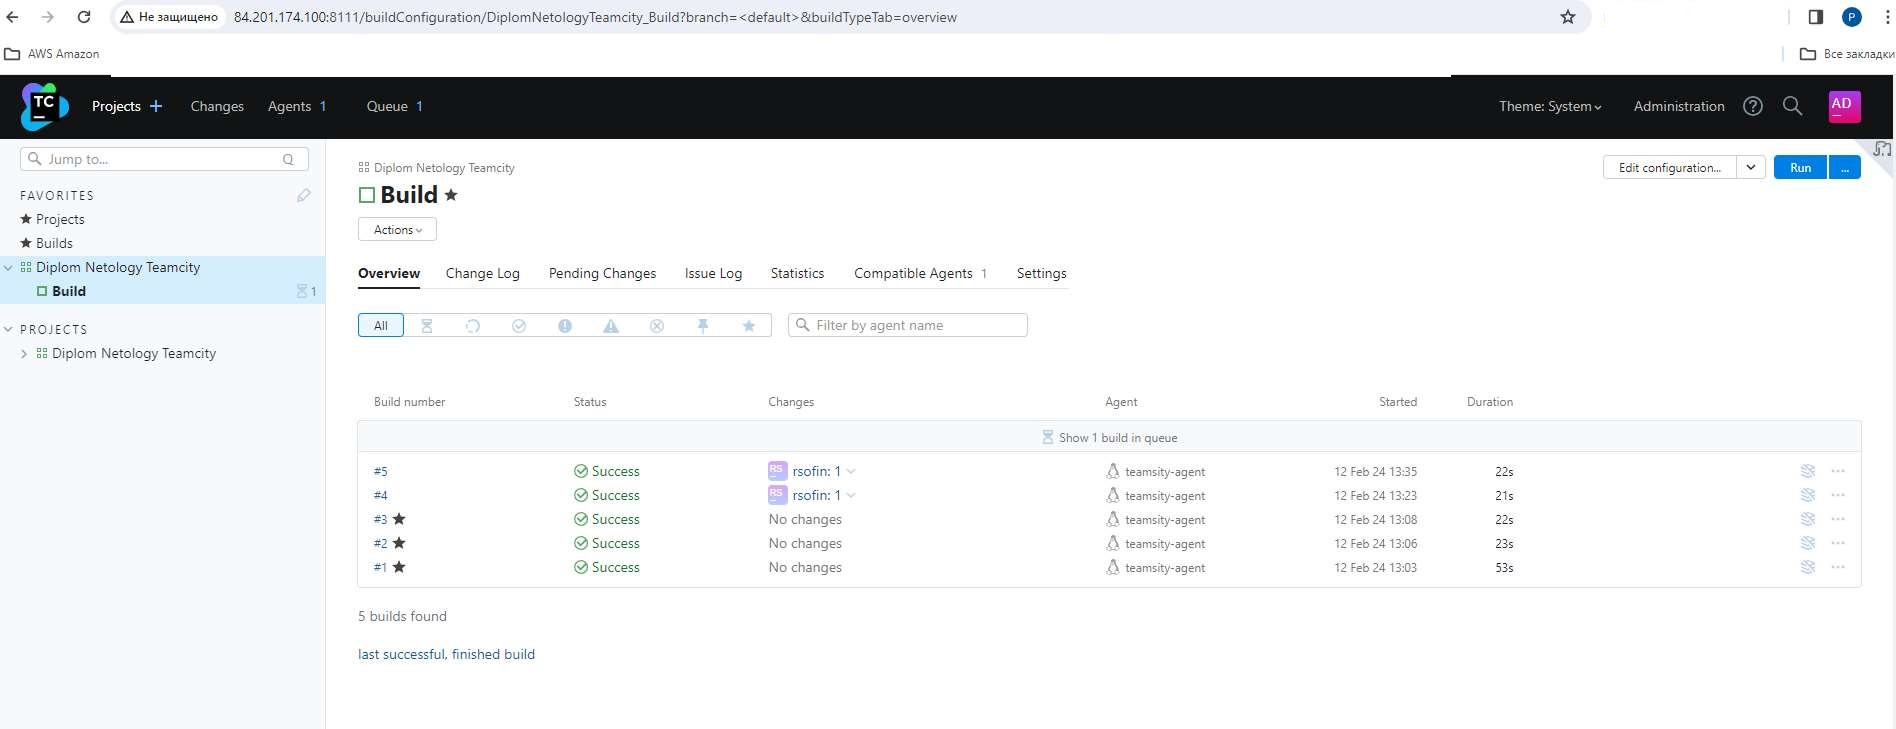 Не защищено 84.201.174.100:8111/buildConfiguration/DiplomNetologyTeamcity_Build?branch=<default>&buildTypeTab=overview P
AWS Amazon Все закладки
TC Projects + Changes Agents 1 Queue 1 Theme: System Administration ? AD
Jump to... Q
FAVORITES
Projects
Builds
Diplom Netology Teamcity
Build 1
PROJECTS
Diplom Netology Teamcity
Diplom Netology Teamcity
Build
Edit configuration... Run ...
Actions
Overview Change Log Pending Changes Issue Log Statistics Compatible Agents 1 Settings
All Filter by agent name
Build number Status Changes Agent Started Duration
Show 1 build in queue
#5 Success RS rsofin: 1 teamsity-agent 12 Feb 24 13:35 22s
#4 Success RS rsofin: 1 teamsity-agent 12 Feb 24 13:23 21s
#3 Success No changes teamsity-agent 12 Feb 24 13:08 22s
#2 Success No changes teamsity-agent 12 Feb 24 13:06 23s
#1 Success No changes teamsity-agent 12 Feb 24 13:03 53s
5 builds found
last successful, finished build